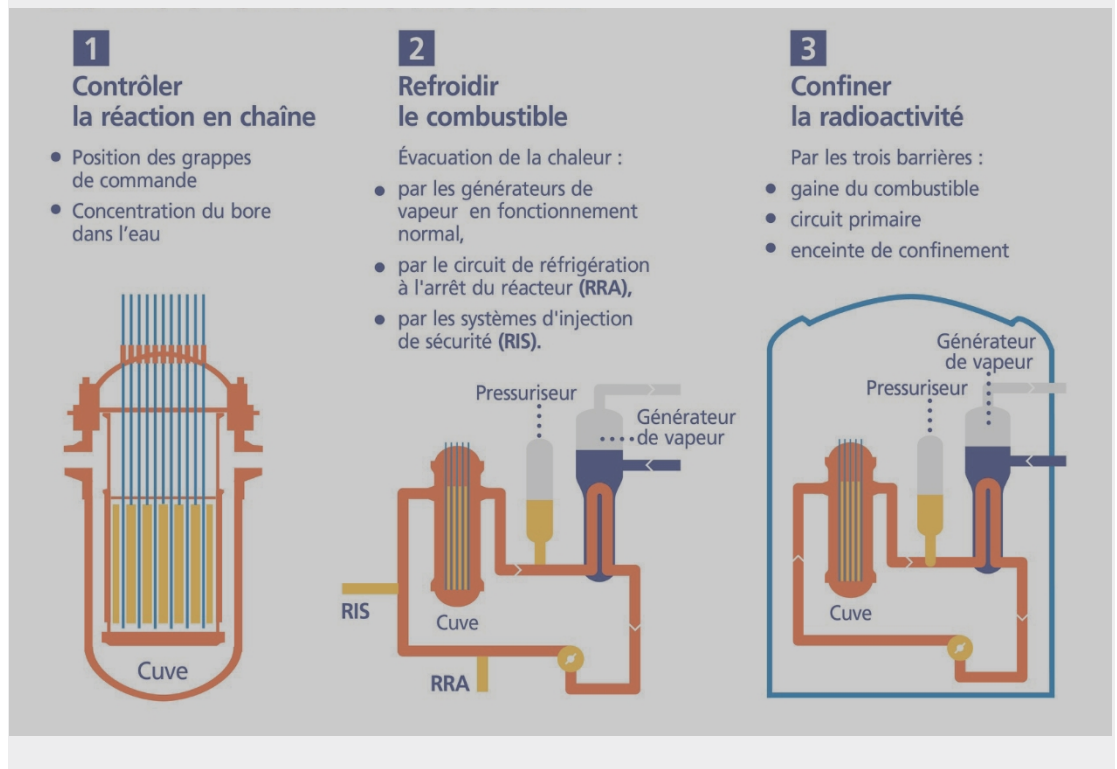 1
Contrôler
la réaction en chaîne
• Position des grappes
de commande
• Concentration du bore
dans l'eau
Cuve
2
Refroidir
le combustible
Évacuation de la chaleur :
• par les générateurs de
vapeur en fonctionnement
normal,
• par le circuit de réfrigération
à l'arrêt du réacteur (RRA),
• par les systèmes d'injection
de sécurité (RIS).
Pressuriseur
Générateur
de vapeur
RIS
Cuve
RRA
3
Confiner
la radioactivité
Par les trois barrières :
• gaine du combustible
• circuit primaire
• enceinte de confinement
Générateur
de vapeur
Pressuriseur
Cuve